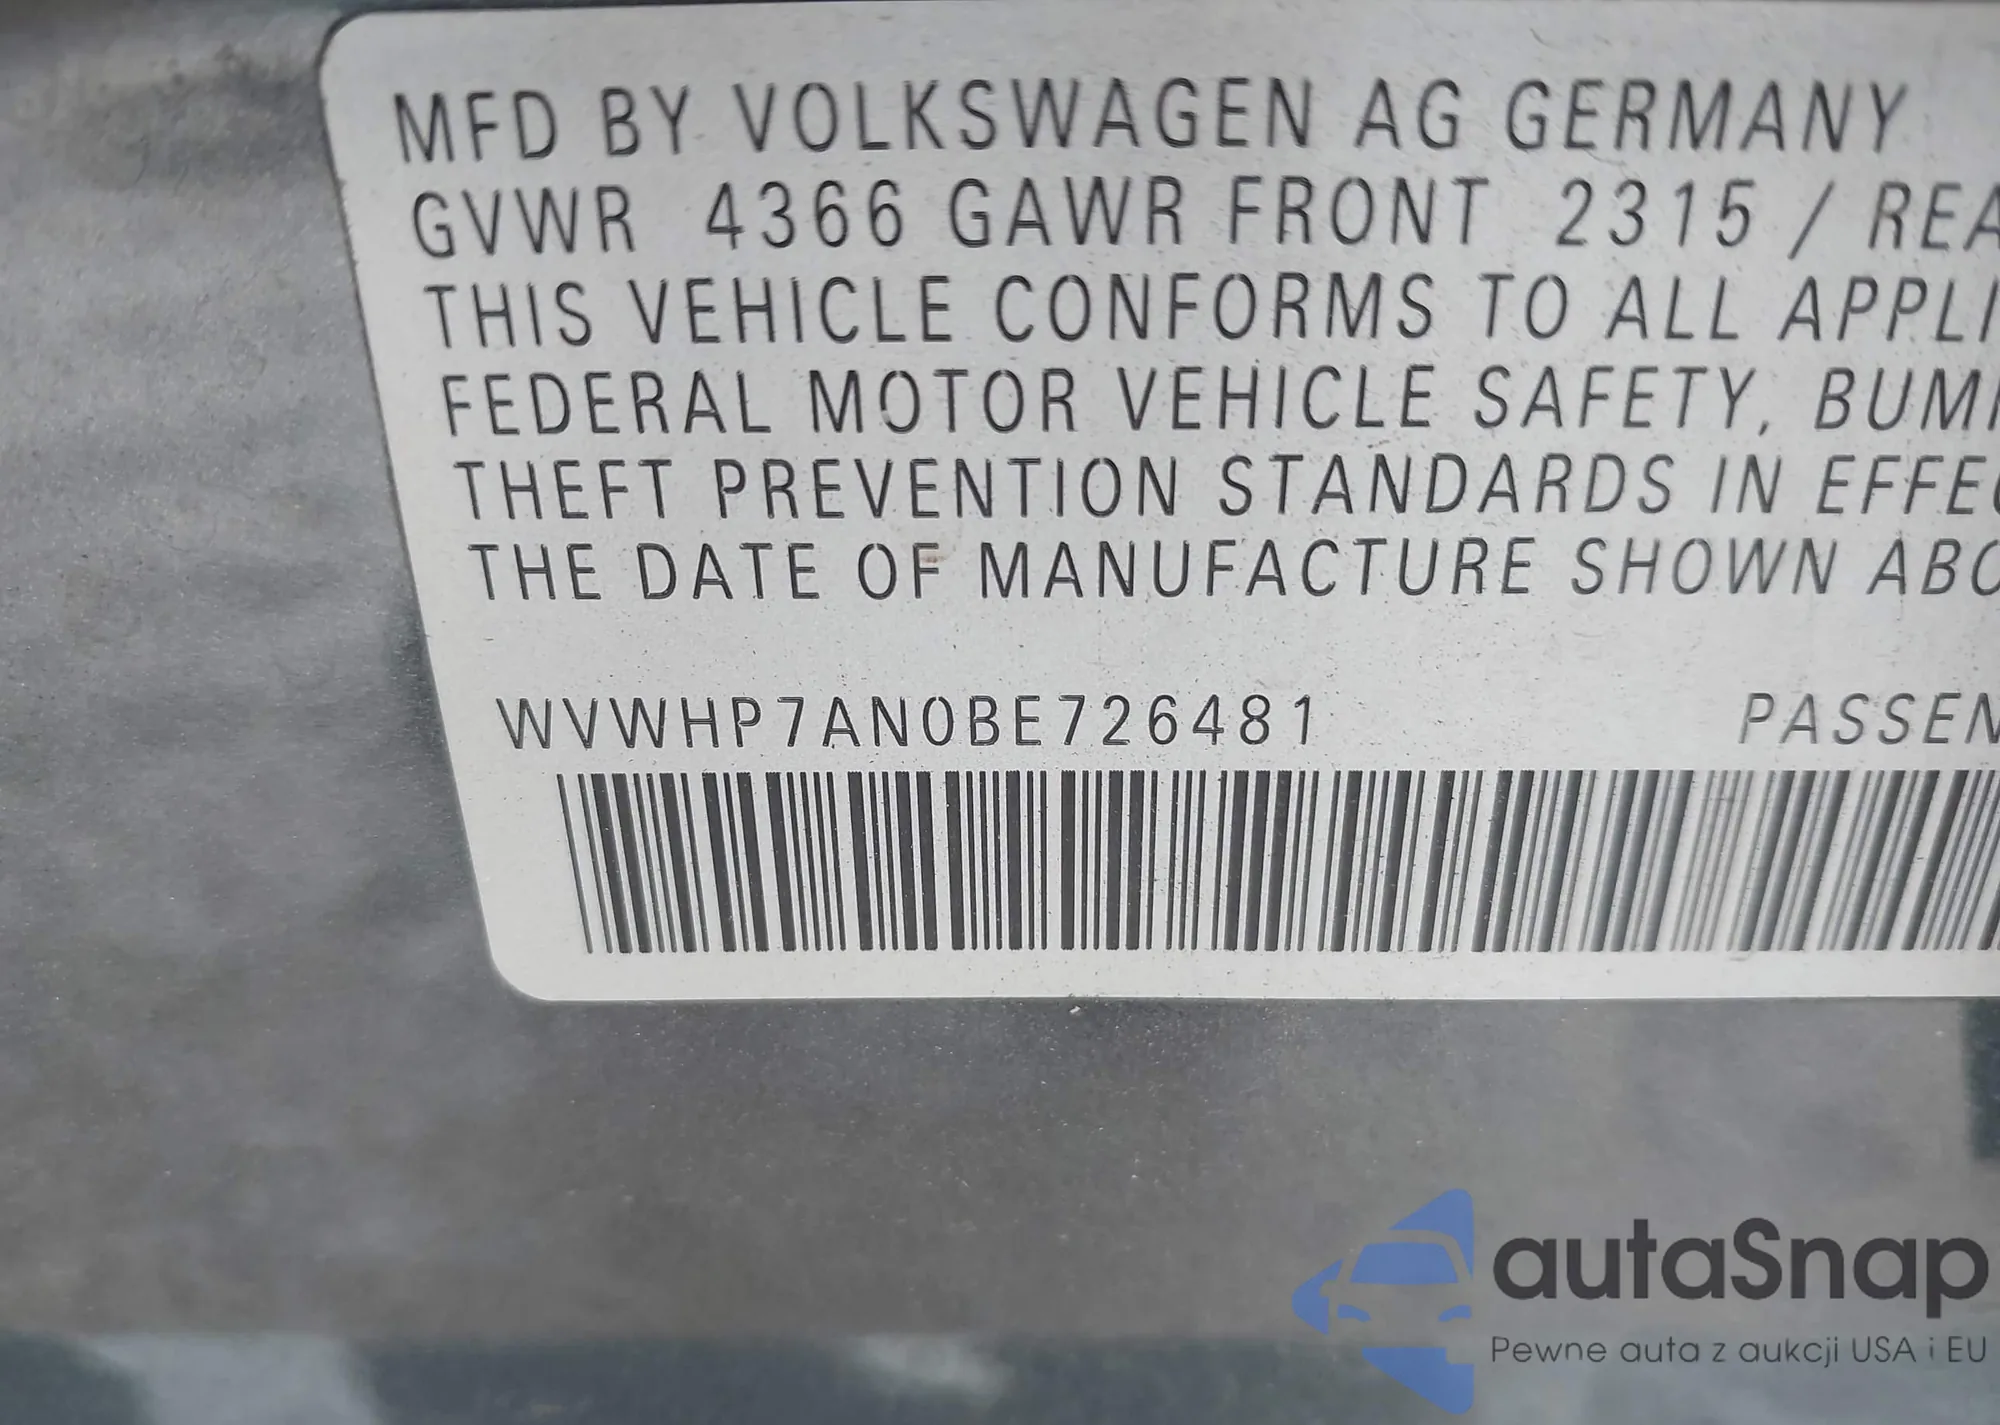 MFD BY VOLKSWAGEN AG GERMANY
GVWR 4366 GAWR FRONT 2315 / REA
THIS VEHICLE CONFORMS TO ALL APPLI
FEDERAL MOTOR VEHICLE SAFETY, BUM
THEFT PREVENTION STANDARDS IN EFFEC
THE DATE OF MANUFACTURE SHOWN ABO
WVWHP7AN0BE726481 PASSEN
autaSnap
Pewne auta z aukcji USA i EU